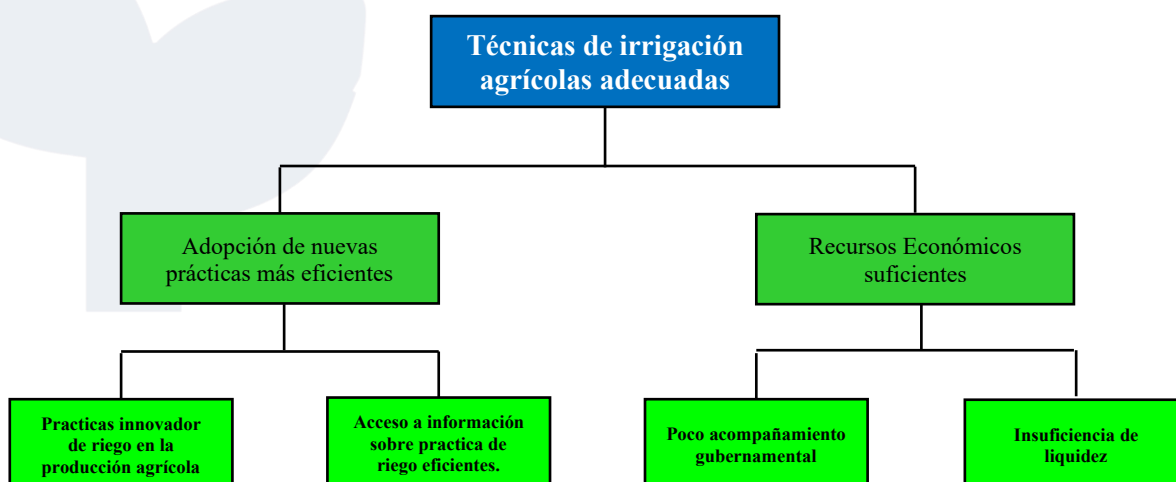 Técnicas de irrigación
agrícolas adecuadas
Adopción de nuevas
prácticas más eficientes
Recursos Económicos
suficientes
Practicas innovador
de riego en la
producción agrícola
Acceso a información
sobre practica de
riego eficientes.
Poco acompañamiento
gubernamental
Insuficiencia de
liquidez